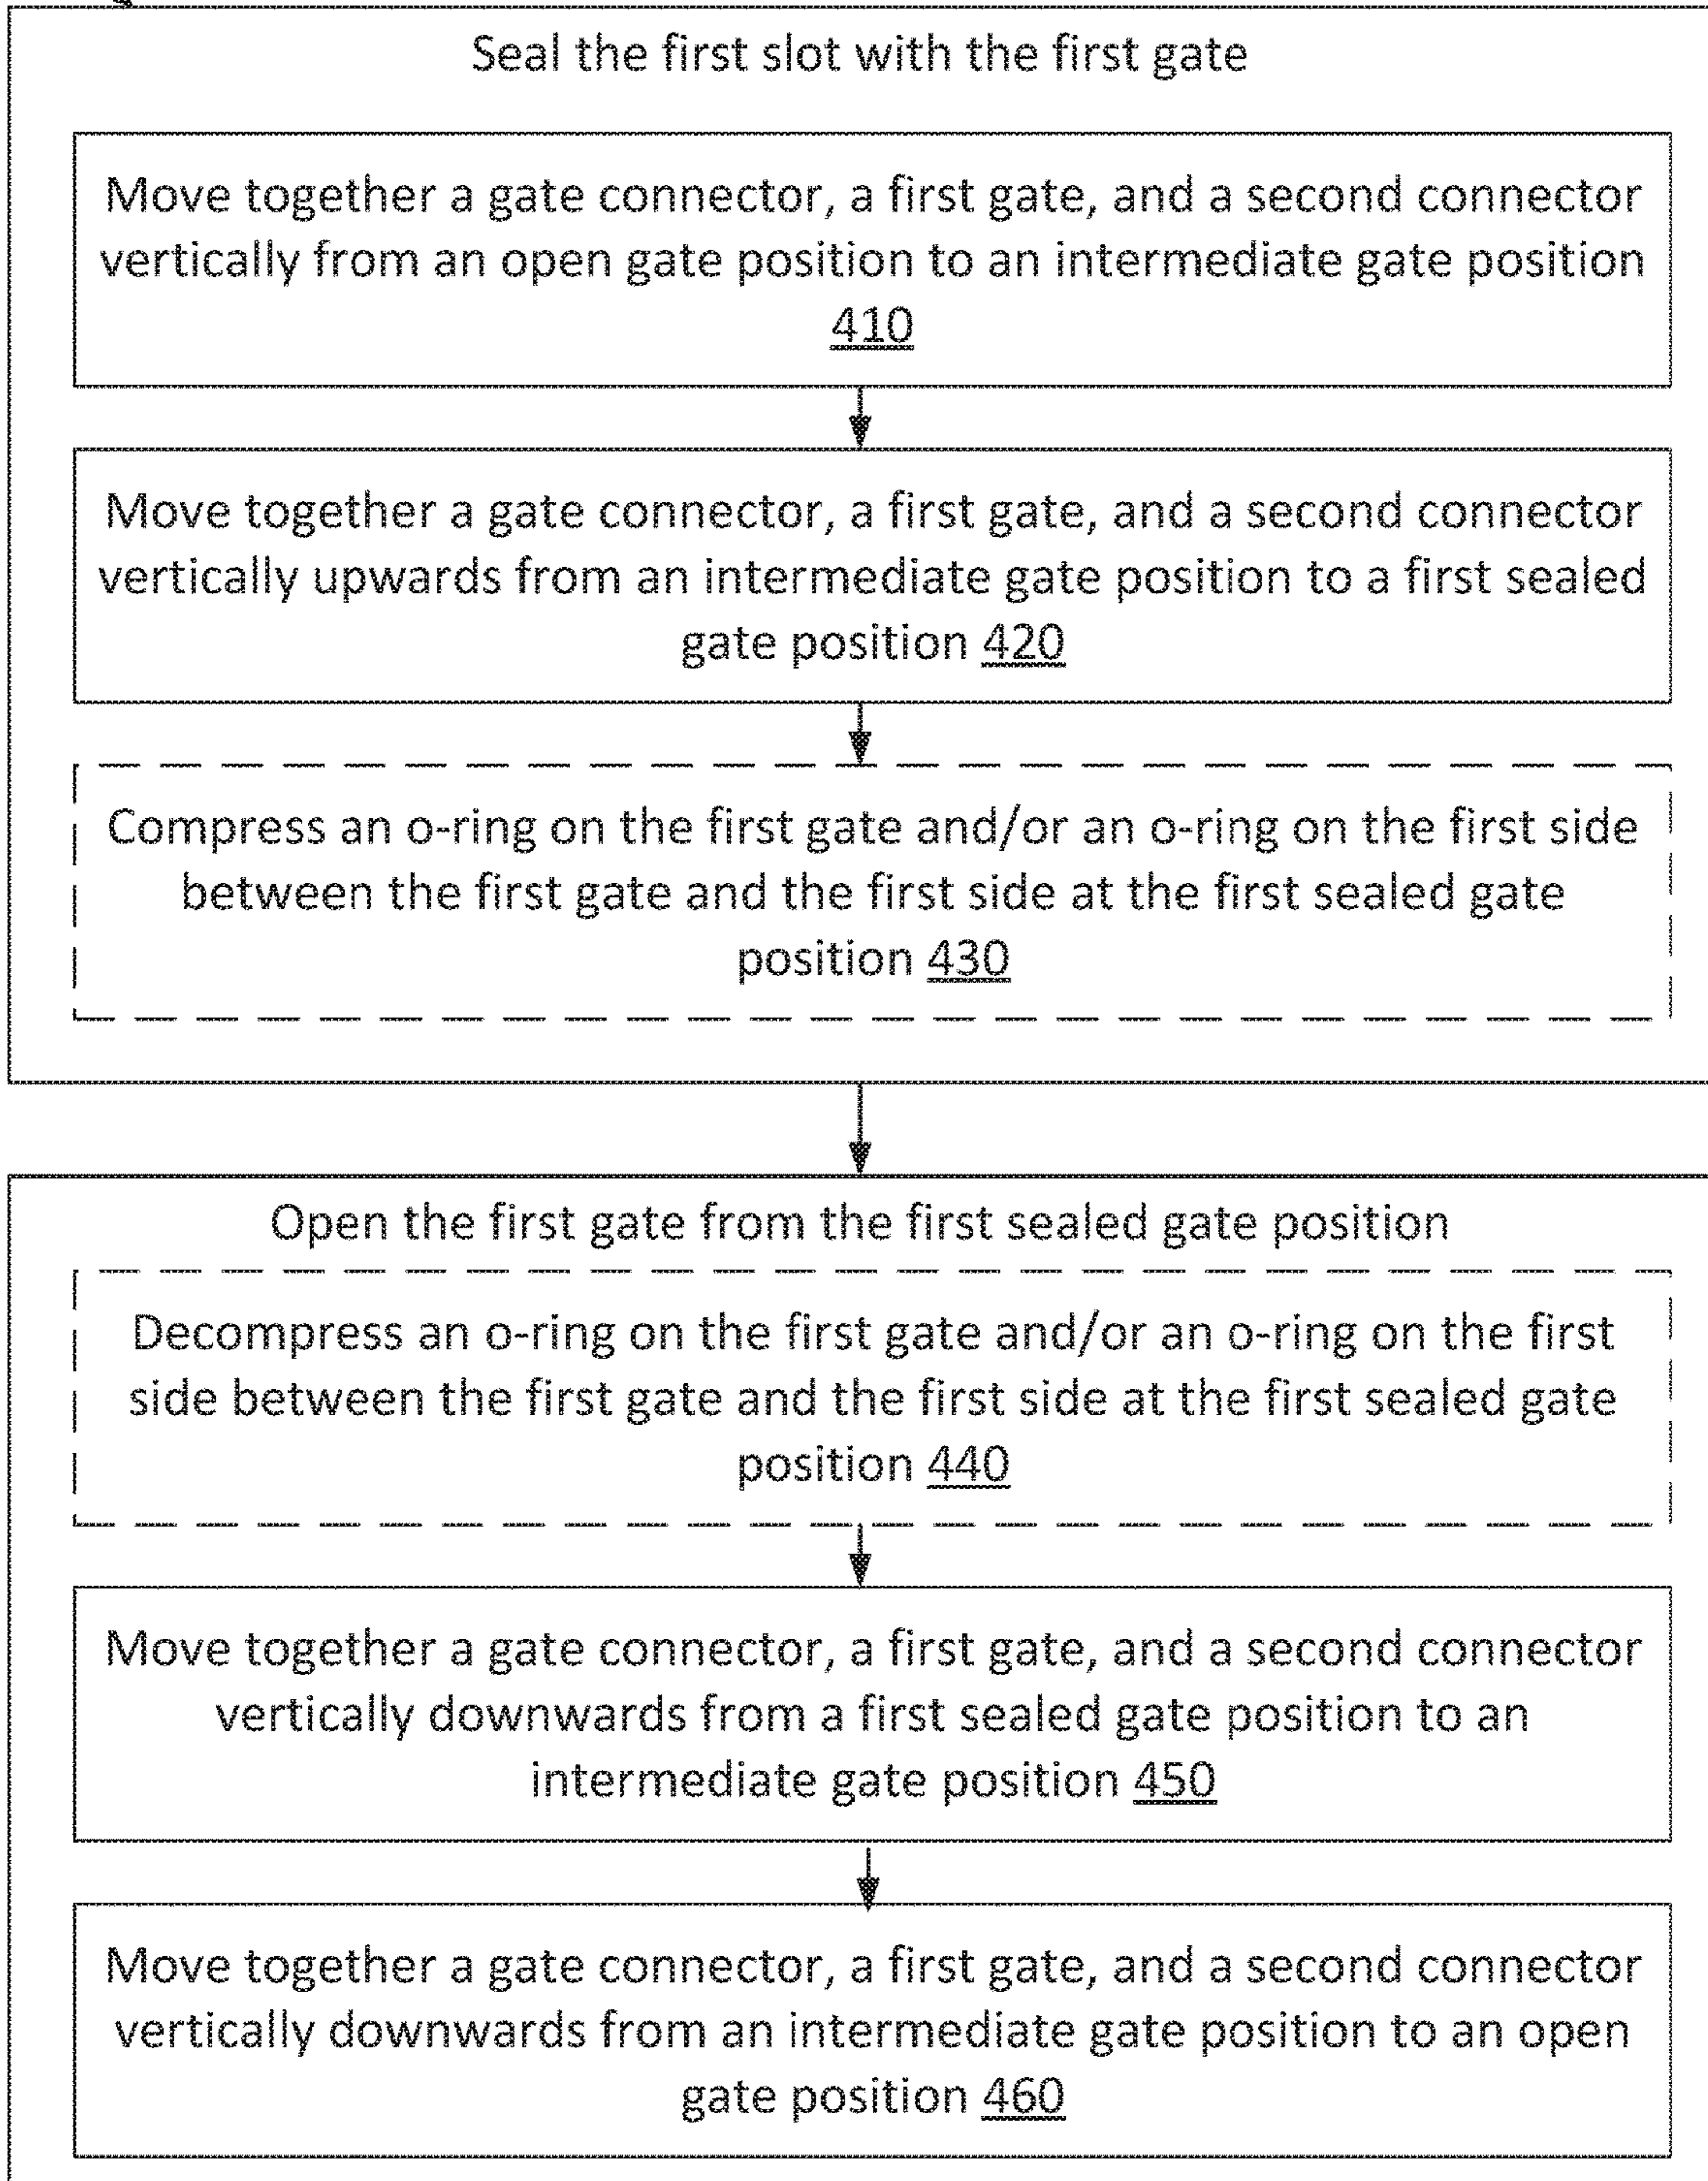 Seal the first slot with the first gate
Move together a gate connector, a first gate, and a second connector
vertically from an open gate position to an intermediate gate position
410
Move together a gate connector, a first gate, and a second connector
vertically upwards from an intermediate gate position to a first sealed
gate position 420
Compress an o-ring on the first gate and/or an o-ring on the first side
between the first gate and the first side at the first sealed gate
position 430
Open the first gate from the first sealed gate position
Decompress an o-ring on the first gate and/or an o-ring on the first
side between the first gate and the first side at the first sealed gate
position 440
Move together a gate connector, a first gate, and a second connector
vertically downwards from a first sealed gate position to an
intermediate gate position 450
Move together a gate connector, a first gate, and a second connector
vertically downwards from an intermediate gate position to an open
gate position 460